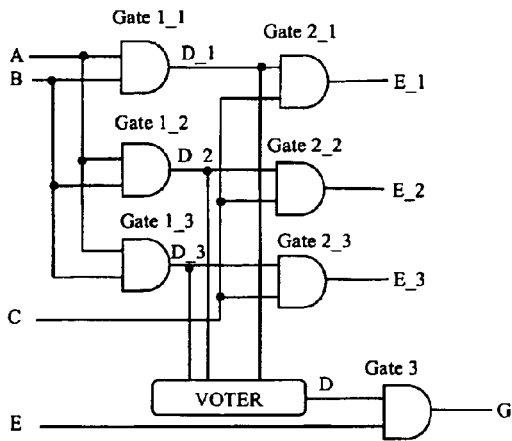 Gate 1_1
Gate 2_1
A
D_1
B
E_1
Gate 1_2
Gate 2_2
D_2
E_2
Gate 1_3
Gate 2_3
D_3
E_3
C
Gate 3
D
VOTER
G
E